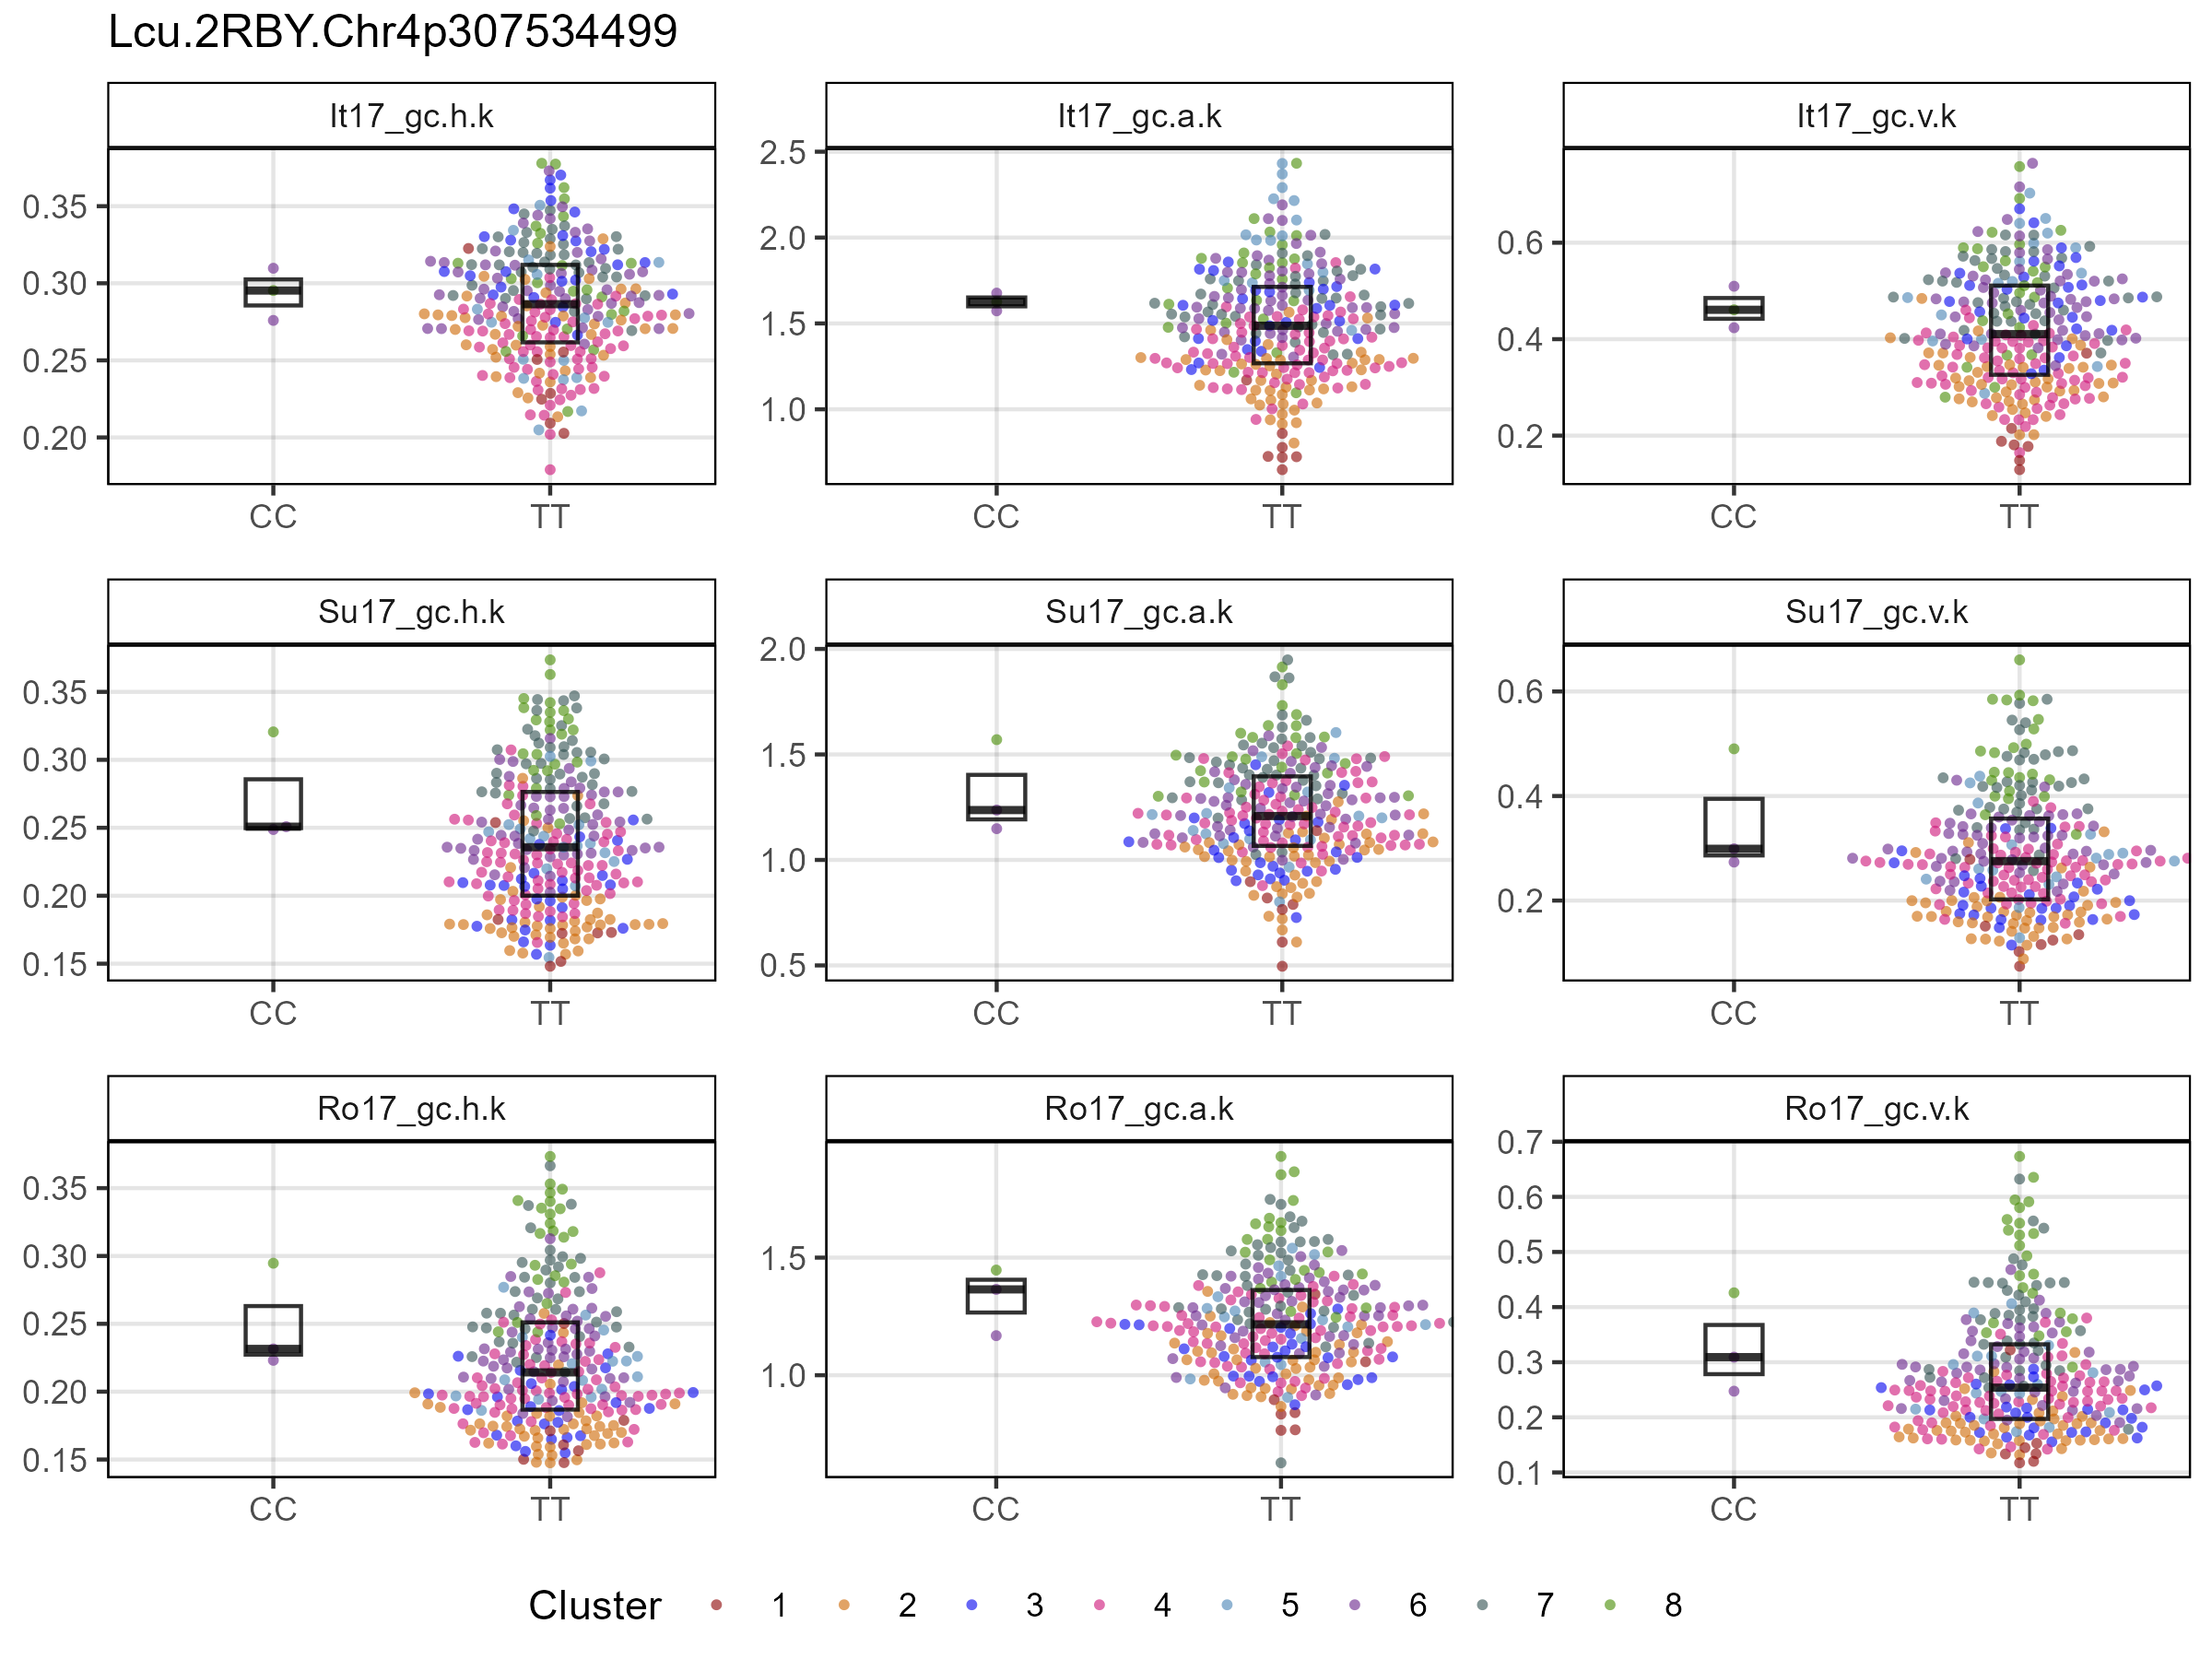 Lcu.2RBY.Chr4p307534499
It17_gc.h.k
0.35
0.30
0.25
0.20
CC TT
It17_gc.a.k
2.5
2.0
1.5
1.0
CC TT
It17_gc.v.k
0.6
0.4
0.2
CC TT
Su17_gc.h.k
0.35
0.30
0.25
0.20
0.15
CC TT
Su17_gc.a.k
2.0
1.5
1.0
0.5
CC TT
Su17_gc.v.k
0.6
0.4
0.2
CC TT
Ro17_gc.h.k
0.35
0.30
0.25
0.20
0.15
CC TT
Ro17_gc.a.k
1.5
1.0
CC TT
Ro17_gc.v.k
0.7
0.6
0.5
0.4
0.3
0.2
0.1
CC TT
Cluster 1 2 3 4 5 6 7 8